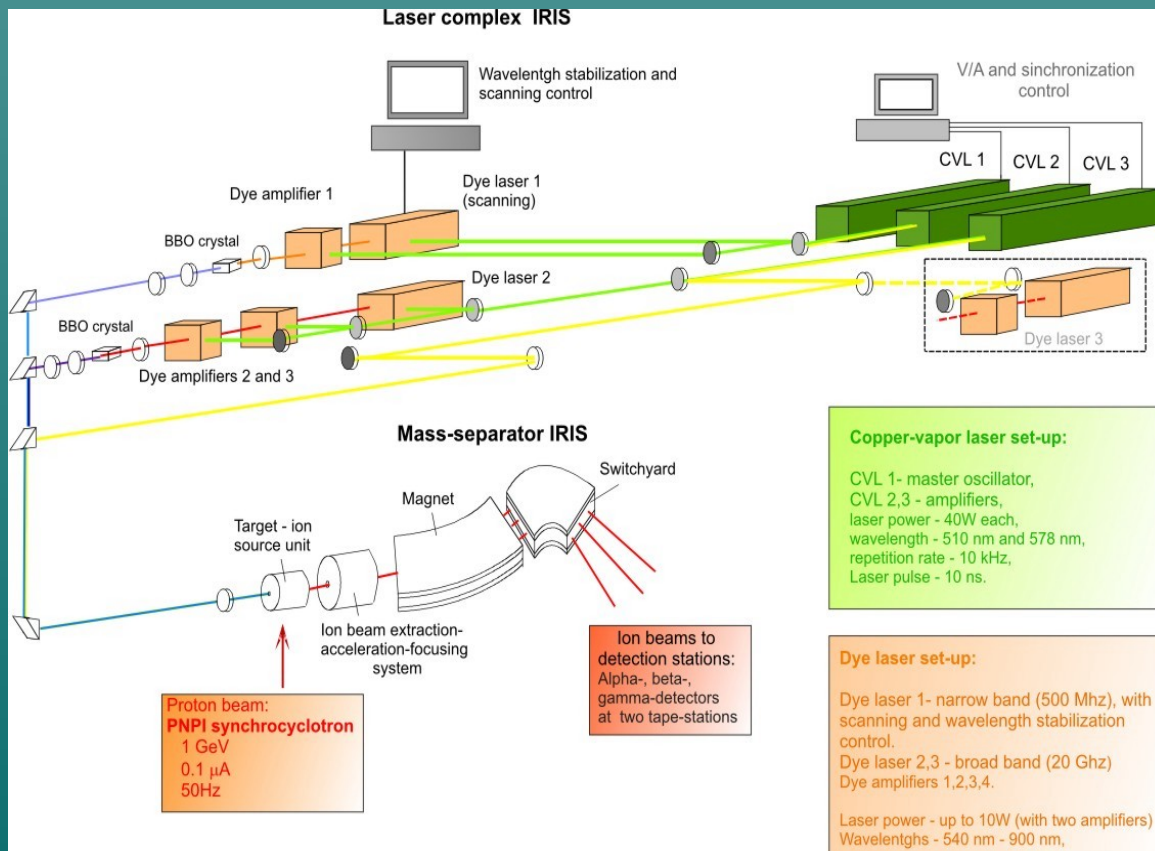 Laser complex IRIS
Wavelentgh stabilization and
scanning control
V/A and sinchronization
control
CVL 1
CVL 2
CVL 3
Dye amplifier 1
Dye laser 1
(scanning)
BBO crystal
Dye laser 2
BBO crystal
Dye amplifiers 2 and 3
Dye laser 3
Mass-separator IRIS
Switchyard
Magnet
Target - ion
source unit
Ion beam extraction-
acceleration-focusing
system
Proton beam:
PNPI synchrocyclotron
1 GeV
0.1 μA
50Hz
Ion beams to
detection stations:
Alpha-, beta-,
gamma-detectors
at two tape-stations
Copper-vapor laser set-up:
CVL 1- master oscillator,
CVL 2,3 - amplifiers,
laser power - 40W each,
wavelength - 510 nm and 578 nm,
repetition rate - 10 kHz,
Laser pulse - 10 ns.
Dye laser set-up:
Dye laser 1- narrow band (500 Mhz), with
scanning and wavelength stabilization
control.
Dye laser 2,3 - broad band (20 Ghz)
Dye amplifiers 1,2,3,4.
Laser power - up to 10W (with two amplifiers)
Wavelentghs - 540 nm - 900 nm,